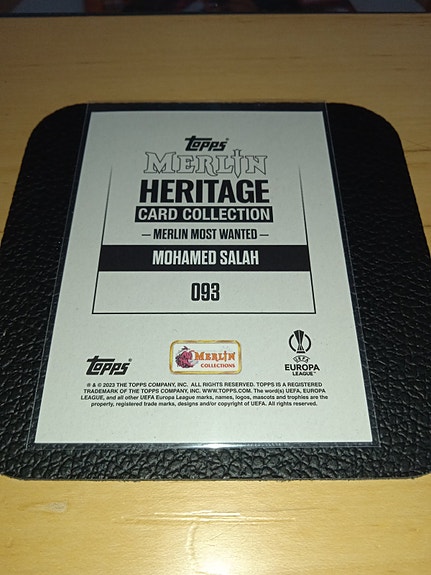 Topps®
MERLIN
HERITAGE
CARD COLLECTION
— MERLIN MOST WANTED —
MOHAMED SALAH
093
Topps®
MERLIN
COLLECTIONS
UEFA
EUROPA
LEAGUE™
® & © 2023 THE TOPPS COMPANY, INC. ALL RIGHTS RESERVED. TOPPS IS A REGISTERED
TRADEMARK OF THE TOPPS COMPANY, INC. WWW.TOPPS.COM. The word(s) UEFA, EUROPA
LEAGUE, and all other UEFA Europa League marks, names, logos, mascots and trophies are the
property, registered trade marks, designs and/or copyright of UEFA. All rights reserved.